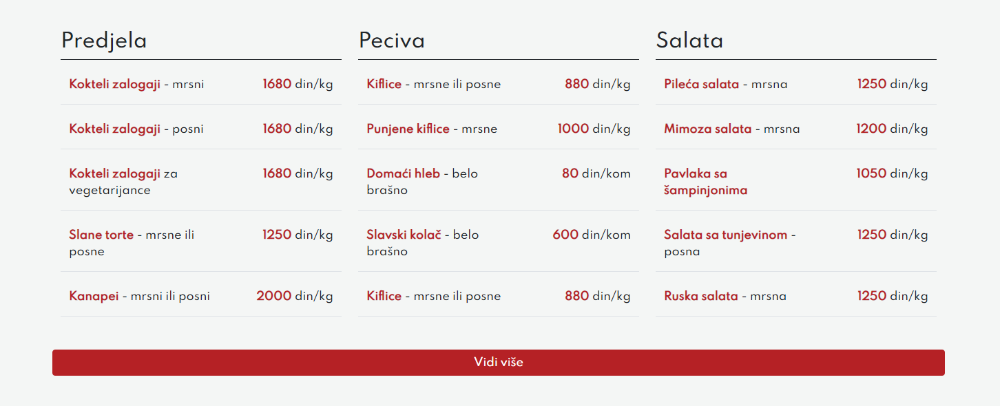 Predjela
Kokteli zalogaji - mrsni 1680 din/kg
Kokteli zalogaji - posni 1680 din/kg
Kokteli zalogaji za 1680 din/kg
vegetarijance
Slane torte - mrsne ili 1250 din/kg
posne
Kanapei - mrsni ili posni 2000 din/kg
Peciva
Kiflice - mrsne ili posne 880 din/kg
Punjene kiflice - mrsne 1000 din/kg
Domaći hleb - belo 80 din/kom
brašno
Slavski kolač - belo 600 din/kom
brašno
Kiflice - mrsne ili posne 880 din/kg
Salata
Pileća salata - mrsna 1250 din/kg
Mimoza salata - mrsna 1200 din/kg
Pavlaka sa 1050 din/kg
šampinjonima
Salata sa tunjevinom - 1250 din/kg
posna
Ruska salata - mrsna 1250 din/kg
Vidi više